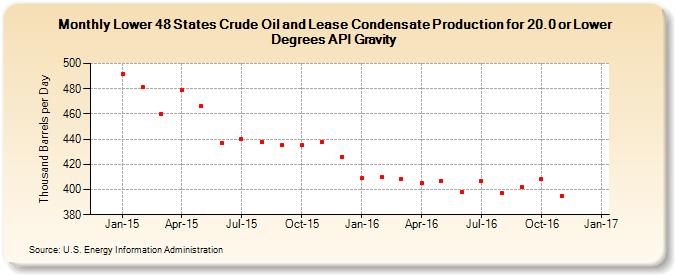 Monthly Lower 48 States Crude Oil and Lease Condensate Production for 20.0 or Lower
Degrees API Gravity
Thousand Barrels per Day
500
480
460
440
420
400
380
Jan-15 Apr-15 Jul-15 Oct-15 Jan-16 Apr-16 Jul-16 Oct-16 Jan-17
Source: U.S. Energy Information Administration